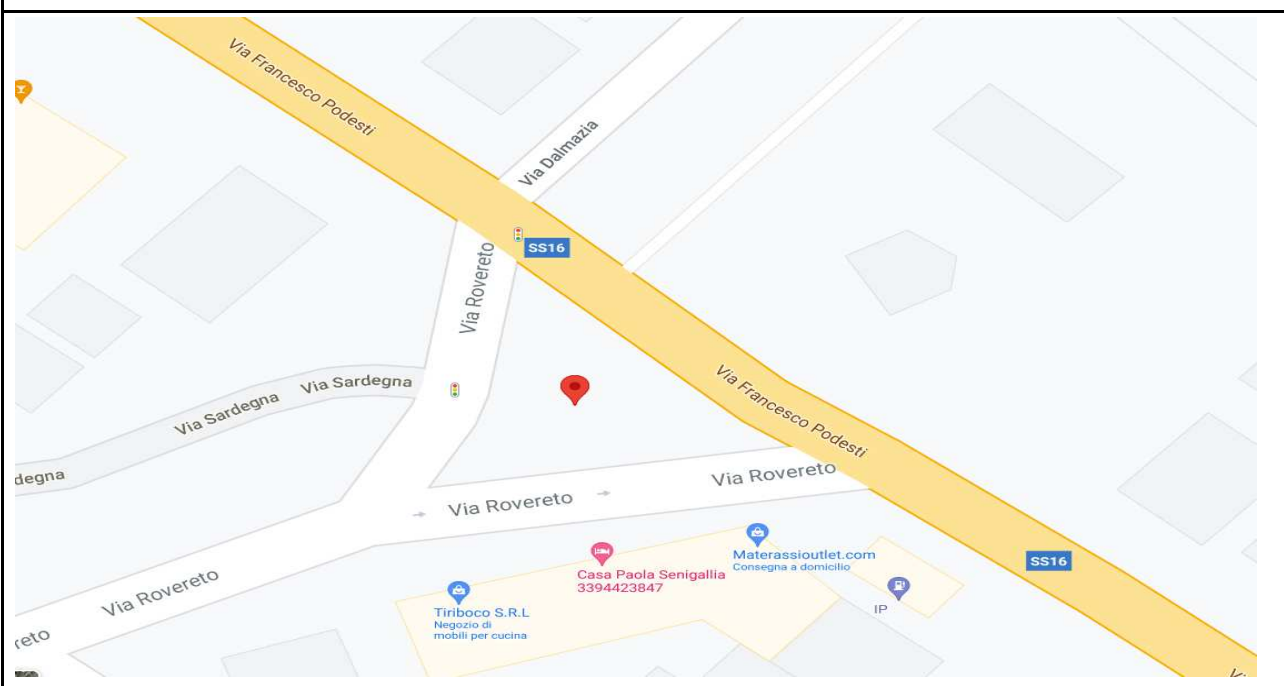 Via Francesco Podesti
Via Dalmazia
SS16
Via Rovereto
Via Sardegna
Via Sardegna
degna
Via Francesco Podesti
Via Rovereto
Via Rovereto
SS16
Materassioutlet.com
Consegna a domicilio
Casa Paola Senigallia
3394423847
IP
Tiriboco S.R.L
Negozio di
mobili per cucina
Via Rovereto
reto